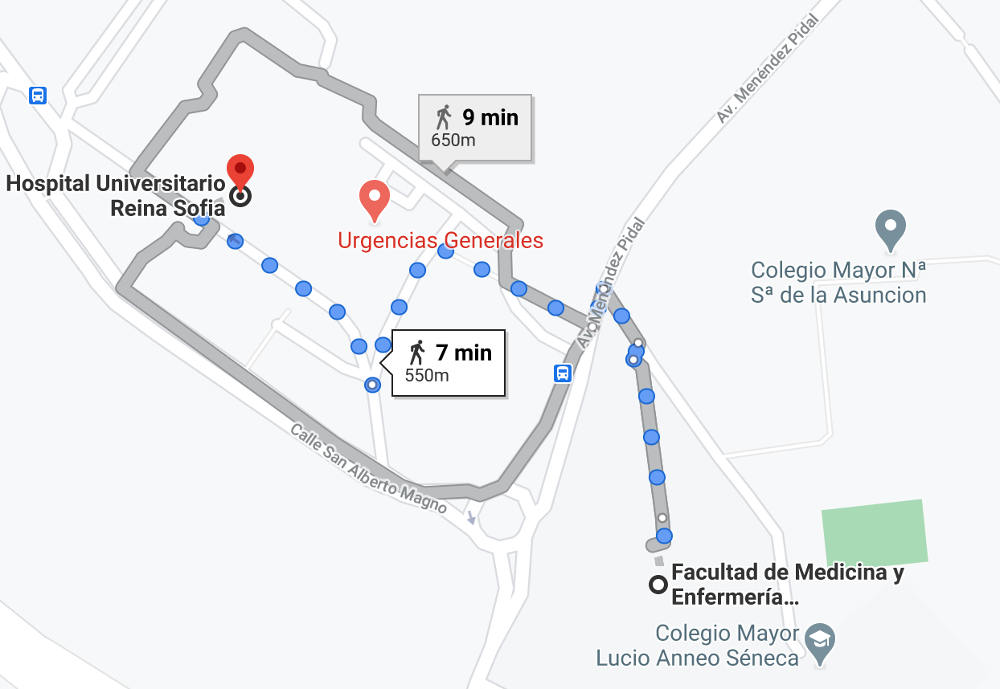 Av. Menéndez Pidal
9 min
650m
Hospital Universitario
Reina Sofia
Urgencias Generales
Av. Menéndez Pidal
Colegio Mayor Nª
Sª de la Asuncion
7 min
550m
Calle San Alberto Magno
Facultad de Medicina y
Enfermería...
Colegio Mayor
Lucio Anneo Séneca